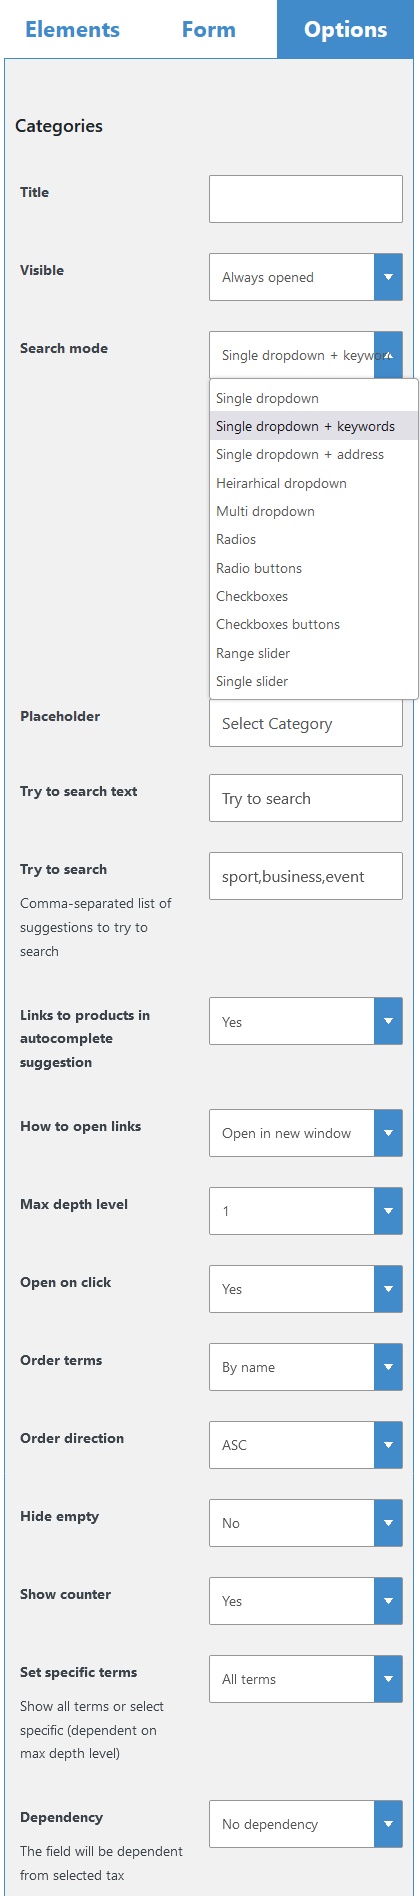 Elements Form Options
Categories
Title
Visible Always opened
Search mode Single dropdown + keywor
Single dropdown
Single dropdown + keywords
Single dropdown + address
Heirarhical dropdown
Multi dropdown
Radios
Radio buttons
Checkboxes
Checkboxes buttons
Range slider
Single slider
Placeholder Select Category
Try to search text Try to search
Try to search sport,business,event
Comma-separated list of
suggestions to try to
search
Links to products in Yes
autocomplete
suggestion
How to open links Open in new window
Max depth level 1
Open on click Yes
Order terms By name
Order direction ASC
Hide empty No
Show counter Yes
Set specific terms All terms
Show all terms or select
specific (dependent on
max depth level)
Dependency No dependency
The field will be dependent
from selected tax